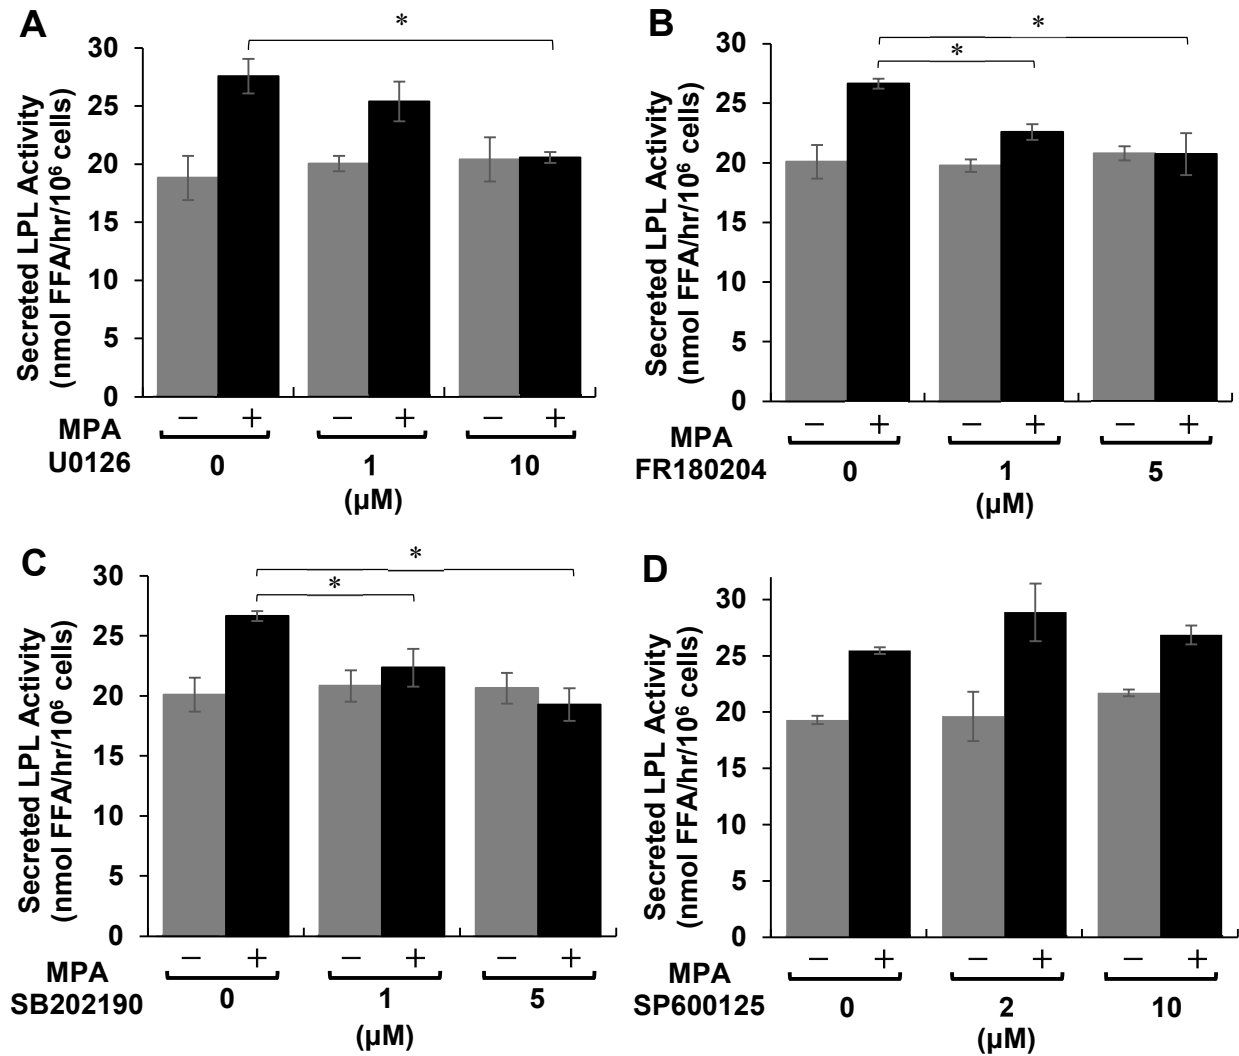 A
*
Secreted LPL Activity
(nmol FFA/hr/10⁶ cells)
30
25
20
15
10
5
0
MPA − + − + − +
U0126 0 1 10
(µM)
B
*
*
Secreted LPL Activity
(nmol FFA/hr/10⁶ cells)
30
25
20
15
10
5
0
MPA − + − + − +
FR180204 0 1 5
(µM)
C
*
*
Secreted LPL Activity
(nmol FFA/hr/10⁶ cells)
30
25
20
15
10
5
0
MPA − + − + − +
SB202190 0 1 5
(µM)
D
Secreted LPL Activity
(nmol FFA/hr/10⁶ cells)
30
25
20
15
10
5
0
MPA − + − + − +
SP600125 0 2 10
(µM)